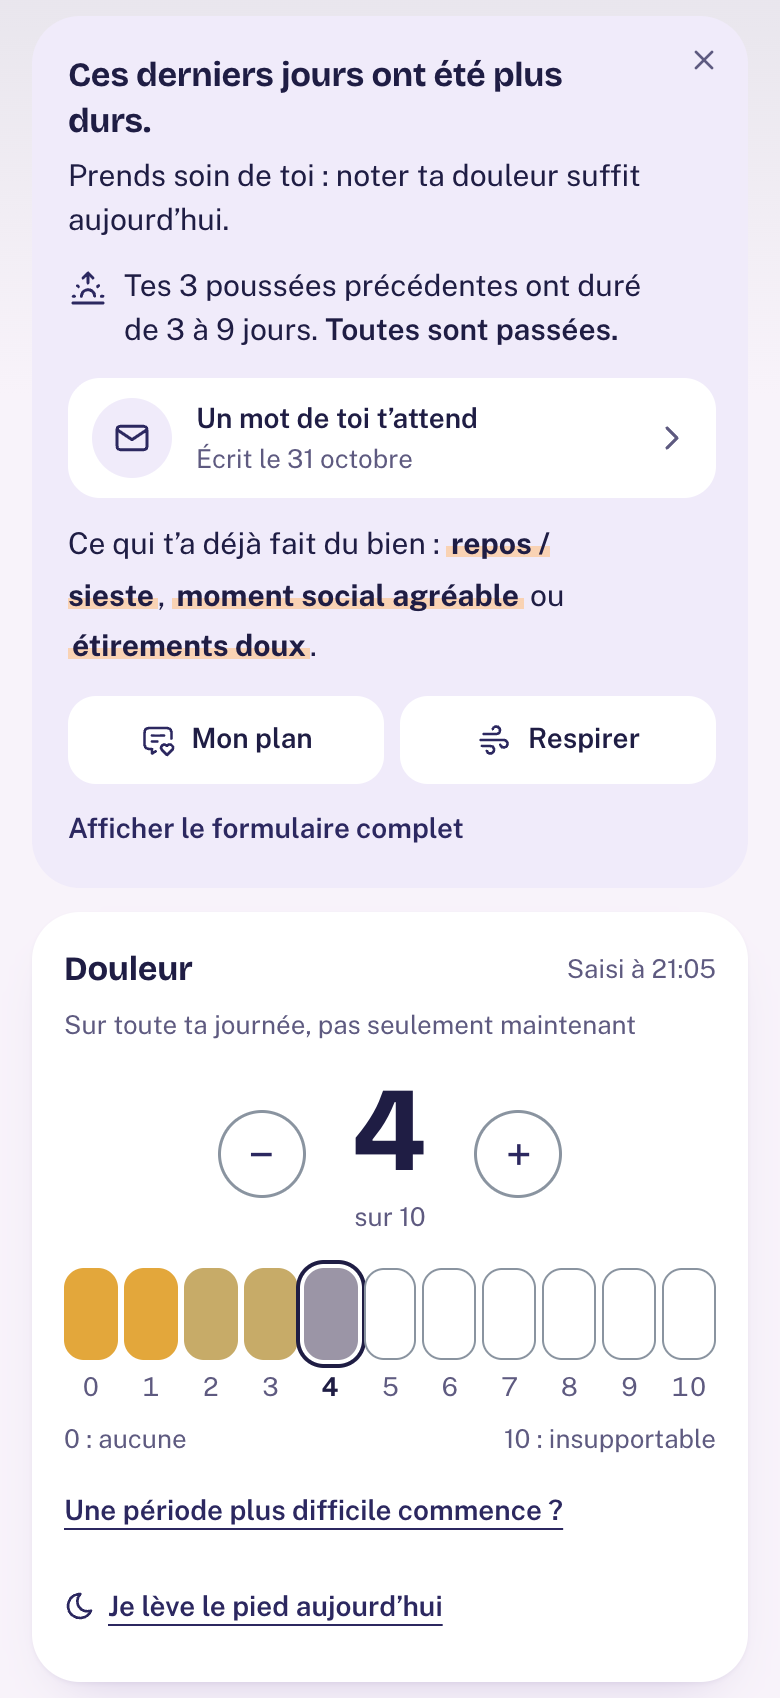 Ces derniers jours ont été plus
durs.
Prends soin de toi : noter ta douleur suffit
aujourd’hui.
Tes 3 poussées précédentes ont duré
de 3 à 9 jours. Toutes sont passées.
Un mot de toi t’attend
Écrit le 31 octobre
Ce qui t’a déjà fait du bien : repos /
sieste, moment social agréable ou
étirements doux.
Mon plan
Respirer
Afficher le formulaire complet
Douleur
Saisi à 21:05
Sur toute ta journée, pas seulement maintenant
− 4 +
sur 10
0 1 2 3 4 5 6 7 8 9 10
0 : aucune
10 : insupportable
Une période plus difficile commence ?
Je lève le pied aujourd’hui